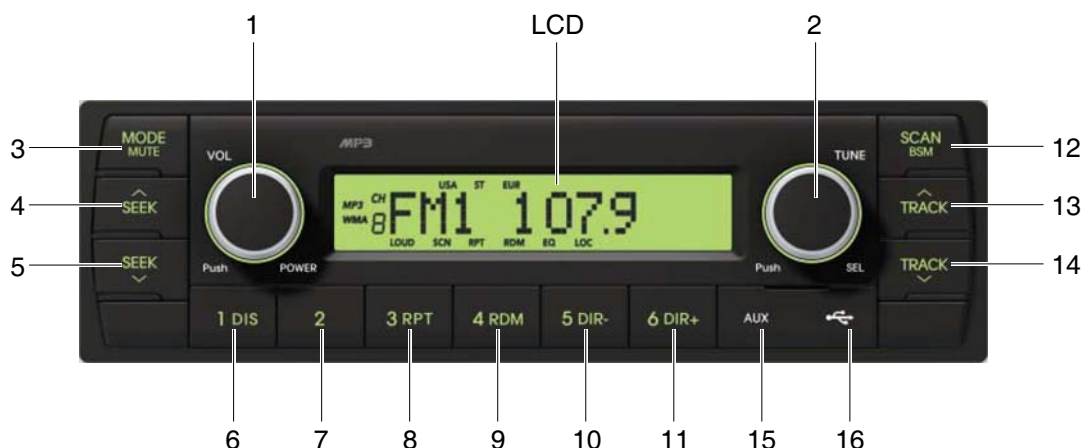 1 LCD 2
MODE
MUTE
SCAN
BSM
3
12
VOL
MP3
TUNE
4
SEEK
USA ST EUR
MP3 CH
WMA 8 FM1 107.9
LOUD SCN RPT RDM EQ LOC
TRACK
13
5
SEEK
Push POWER
Push SEL
TRACK
14
1 DIS 2 3 RPT 4 RDM 5 DIR- 6 DIR+ AUX
6 7 8 9 10 11 15 16